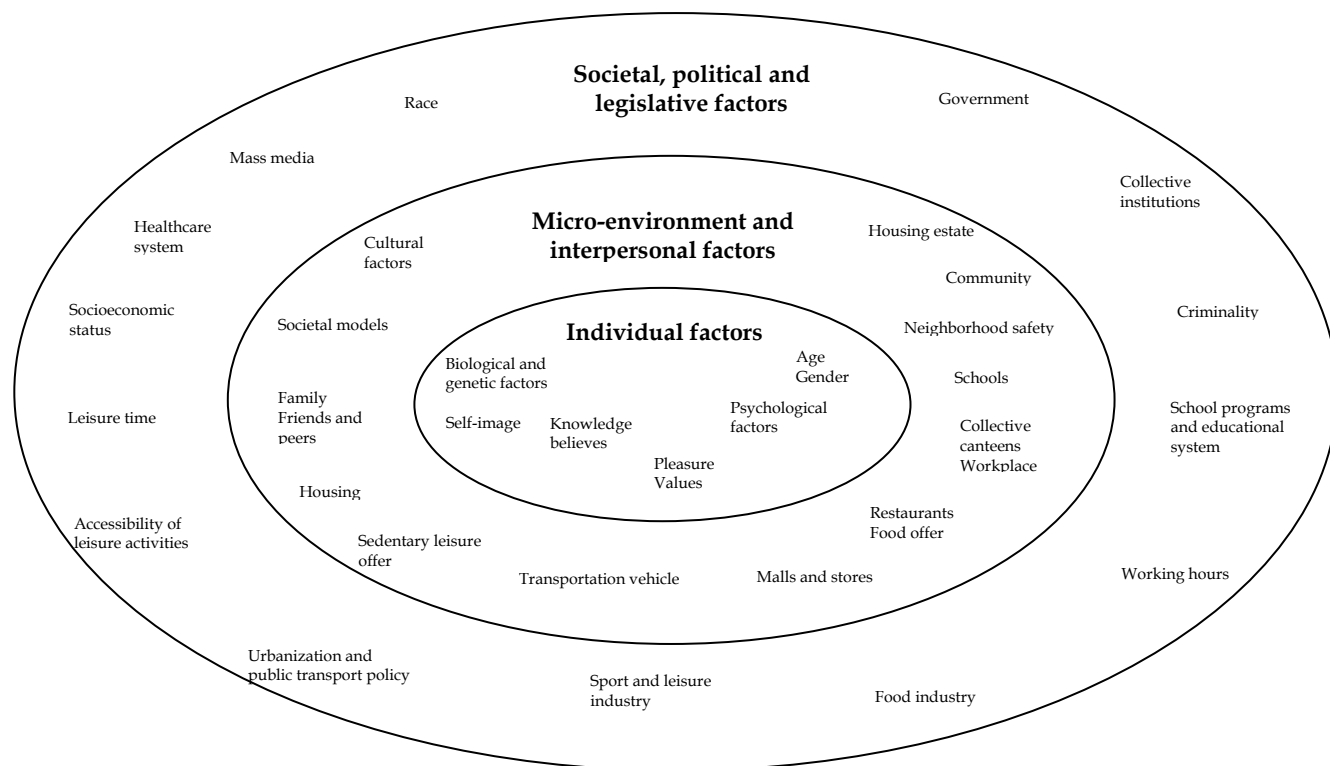 Societal, political and
legislative factors
Race
Government
Mass media
Collective
institutions
Healthcare
system
Socioeconomic
status
Criminality
Leisure time
School programs
and educational
system
Accessibility of
leisure activities
Working hours
Urbanization and
public transport policy
Sport and leisure
industry
Food industry
Micro-environment and
interpersonal factors
Cultural
factors
Housing estate
Community
Societal models
Neighborhood safety
Schools
Family
Friends and
peers
Collective
canteens
Workplace
Housing
Restaurants
Food offer
Sedentary leisure
offer
Transportation vehicle
Malls and stores
Individual factors
Biological and
genetic factors
Age
Gender
Self-image
Knowledge
believes
Psychological
factors
Pleasure
Values